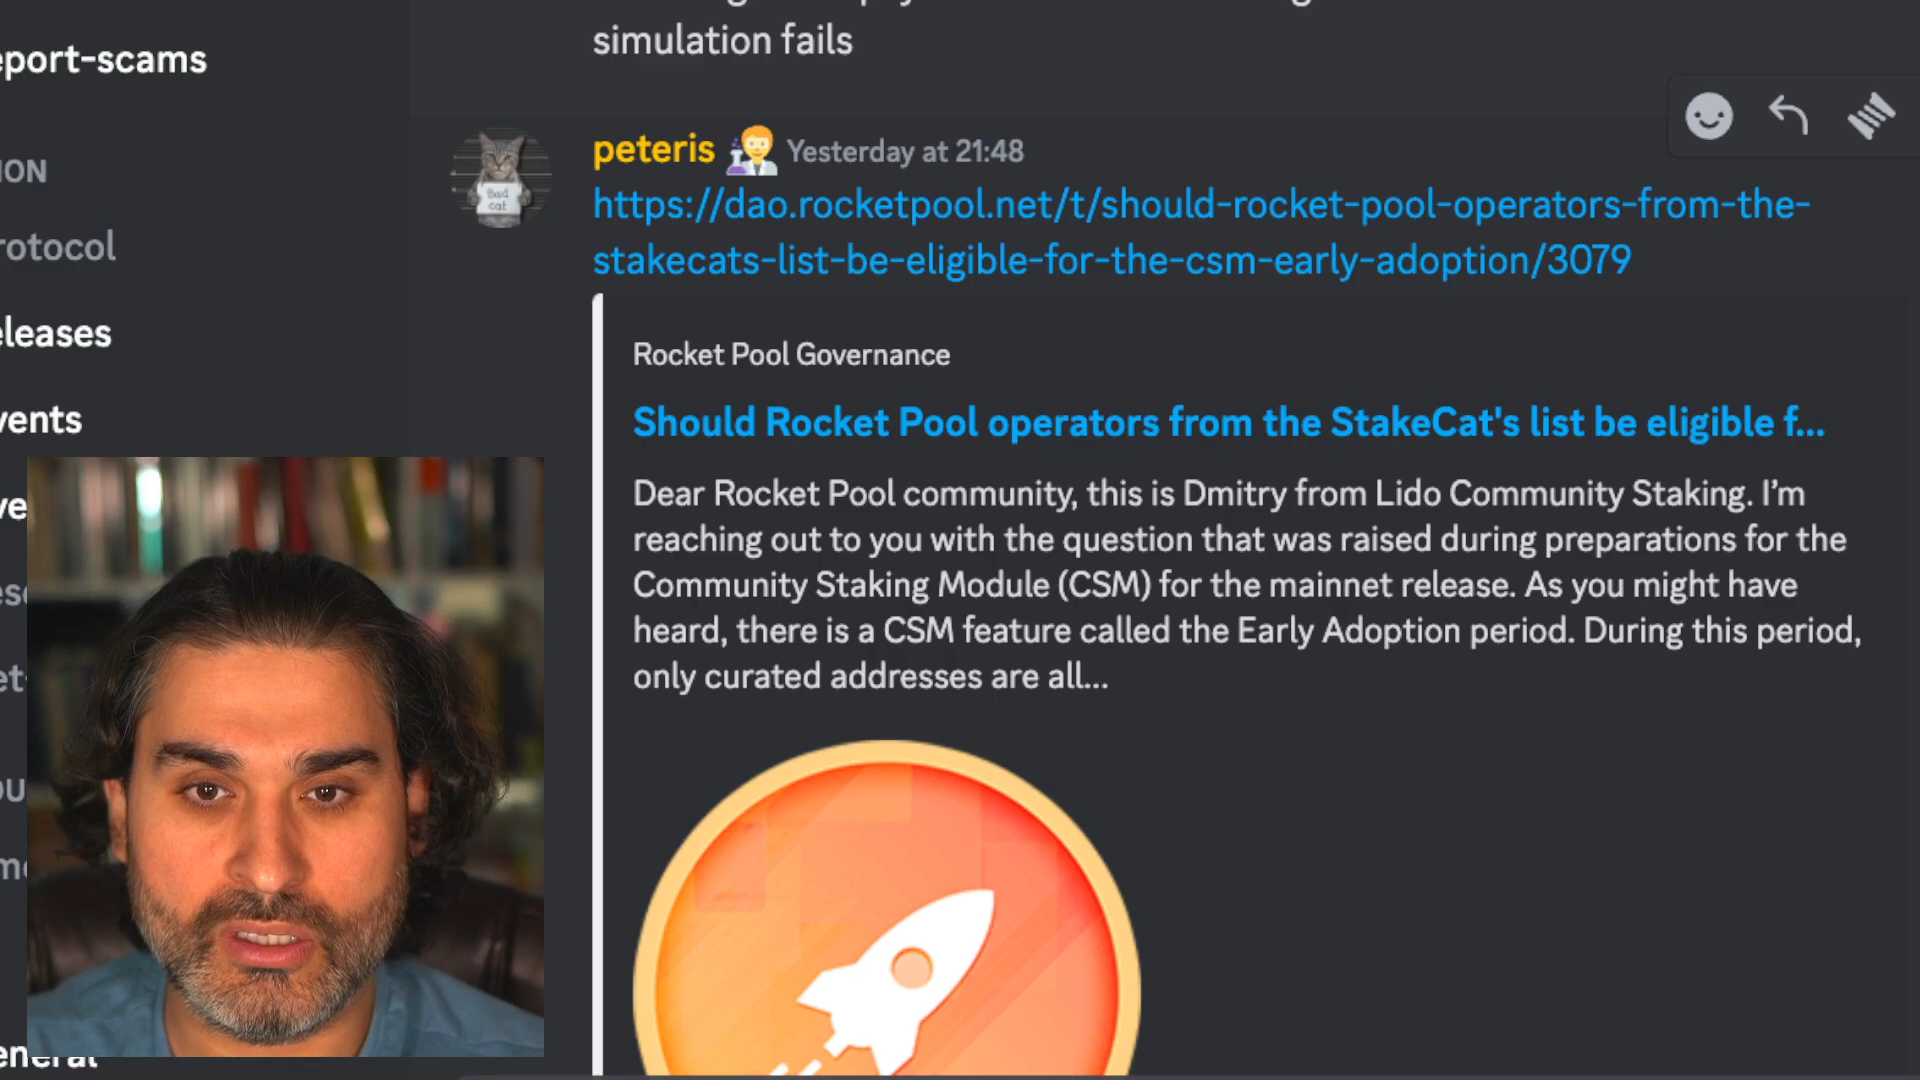 simulation fails
port-scams
peteris Yesterday at 21:48
https://dao.rocketpool.net/t/should-rocket-pool-operators-from-the-
stakecats-list-be-eligible-for-the-csm-early-adoption/3079
ION
rotocol
eleases
vents
ve
Rocket Pool Governance
Should Rocket Pool operators from the StakeCat's list be eligible f...
Dear Rocket Pool community, this is Dmitry from Lido Community Staking. I'm
reaching out to you with the question that was raised during preparations for the
Community Staking Module (CSM) for the mainnet release. As you might have
heard, there is a CSM feature called the Early Adoption period. During this period,
only curated addresses are all...
Bad
cat
eneral